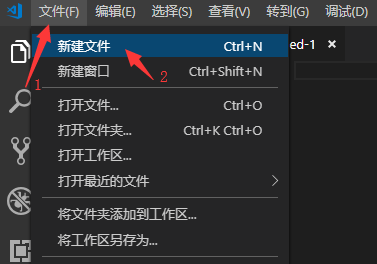 文件(F) 编辑(E) 选择(S) 查看(V) 转到(G) 调试(D)
新建文件 Ctrl+N
ed-1
新建窗口 Ctrl+Shift+N
1
2
打开文件... Ctrl+O
打开文件夹... Ctrl+K Ctrl+O
打开工作区...
打开最近的文件
将文件夹添加到工作区...
将工作区另存为...